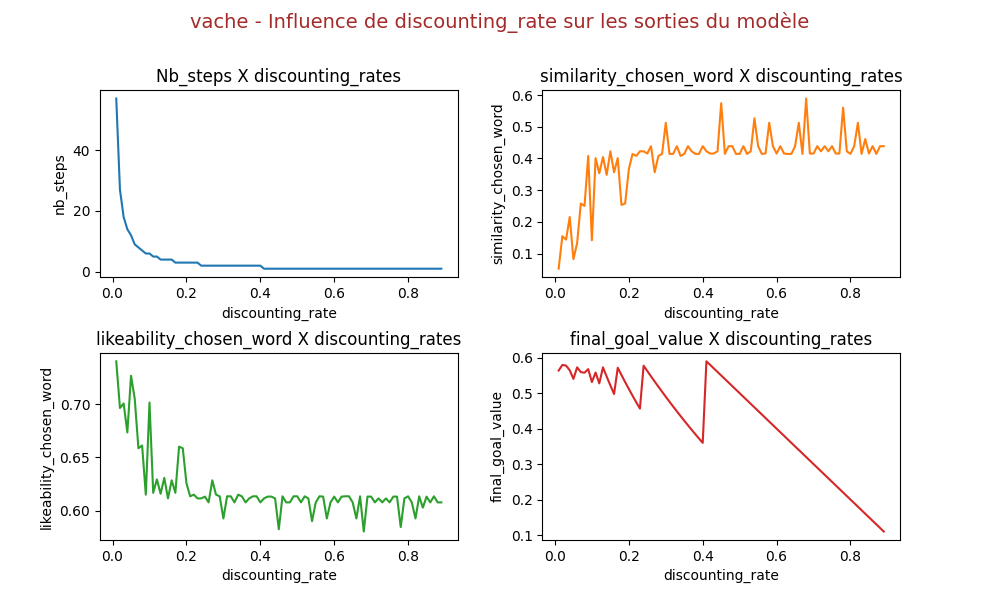 vache - Influence de discounting_rate sur les sorties du modèle
Nb_steps X discounting_rates
nb_steps
40
20
0
0.0 0.2 0.4 0.6 0.8
discounting_rate
similarity_chosen_word X discounting_rates
similarity_chosen_word
0.6
0.5
0.4
0.3
0.2
0.1
0.0 0.2 0.4 0.6 0.8
discounting_rate
likeability_chosen_word X discounting_rates
likeability_chosen_word
0.70
0.65
0.60
0.0 0.2 0.4 0.6 0.8
discounting_rate
final_goal_value X discounting_rates
final_goal_value
0.6
0.5
0.4
0.3
0.2
0.1
0.0 0.2 0.4 0.6 0.8
discounting_rate